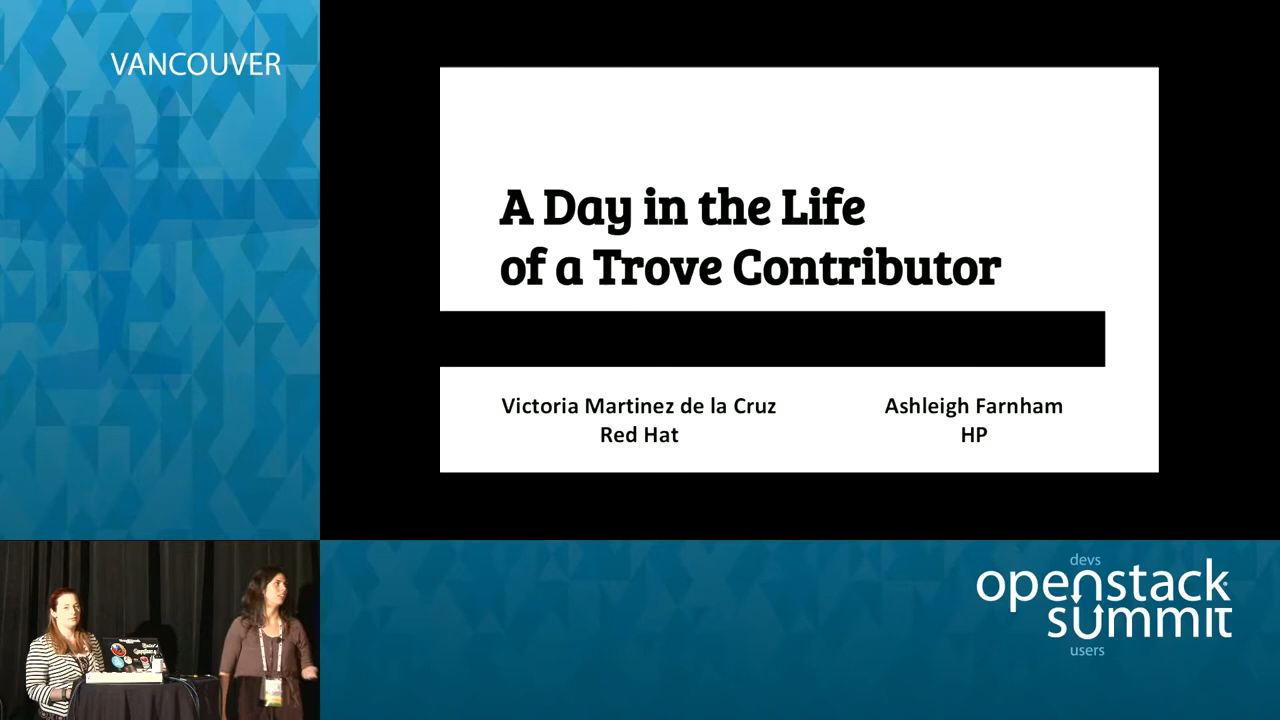 VANCOUVER
A Day in the Life
of a Trove Contributor
Victoria Martinez de la Cruz
Red Hat
Ashleigh Farnham
HP
devs
openstack
summit
users